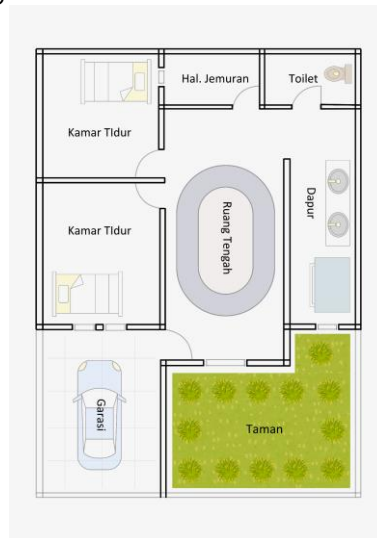 Hal. Jemuran
Toilet
Kamar TIdur
Dapur
Kamar TIdur
Ruang Tengah
Garasi
Taman